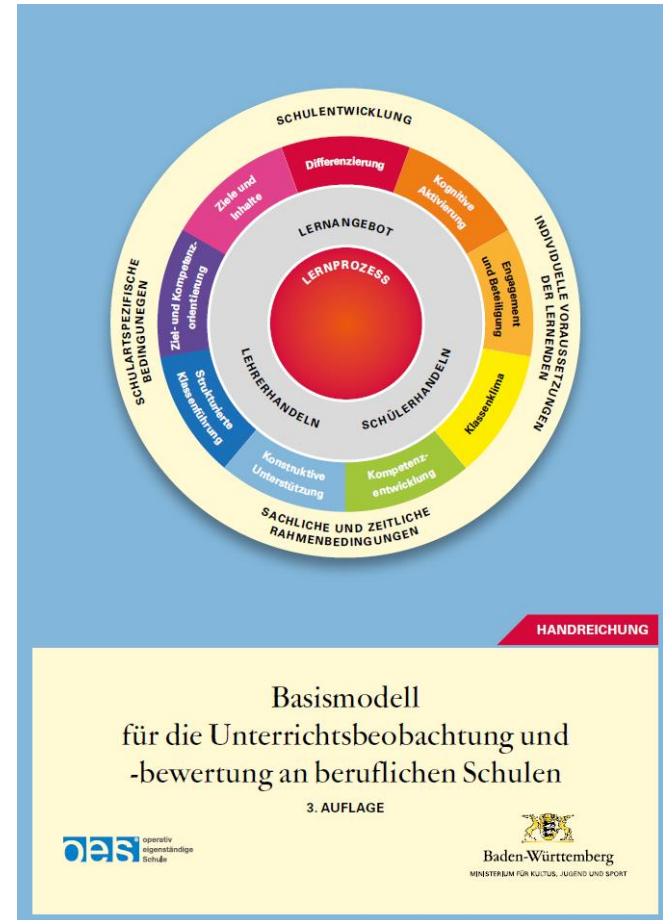 SCHULENTWICKLUNG
Differenzierung
Ziele und
Inhalte
Kognitive
Aktivierung
LERNANGEBOT
LERNPROZESS
Ziel- und Kompetenz-
orientierung
Engagement
und Beteiligung
SCHULARTSPEZIFISCHE
BEDINGUNEGEN
INDIVIDUELLE VORAUSSETZUNGEN
DER LERNENDEN
LEHRERHANDELN
SCHÜLERHANDELN
Strukturierte
Klassenführung
Klassenklima
Konstruktive
Unterstützung
Kompetenz-
entwicklung
SACHLICHE UND ZEITLICHE
RAHMENBEDINGUNGEN
HANDREICHUNG
Basismodell
für die Unterrichtsbeobachtung und
-bewertung an beruflichen Schulen
3. AUFLAGE
oes
operativ
eigenständige
Schule
Baden-Württemberg
MINISTERIUM FÜR KULTUS, JUGEND UND SPORT